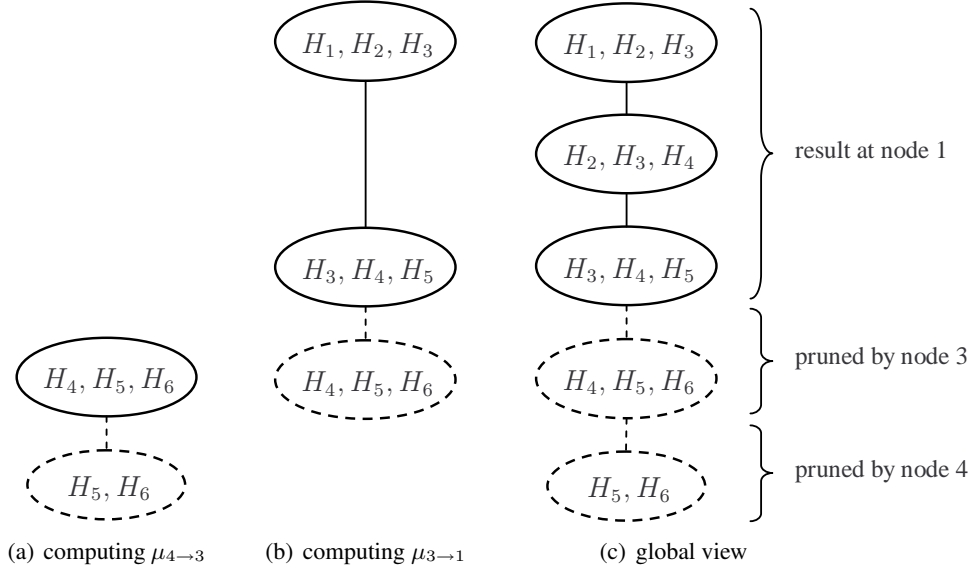 H₁, H₂, H₃
H₃, H₄, H₅
H₄, H₅, H₆
H₄, H₅, H₆
H₅, H₆
H₁, H₂, H₃
H₂, H₃, H₄
H₃, H₄, H₅
H₄, H₅, H₆
H₅, H₆
result at node 1
pruned by node 3
pruned by node 4
(a) computing μ₄→₃
(b) computing μ₃→₁
(c) global view